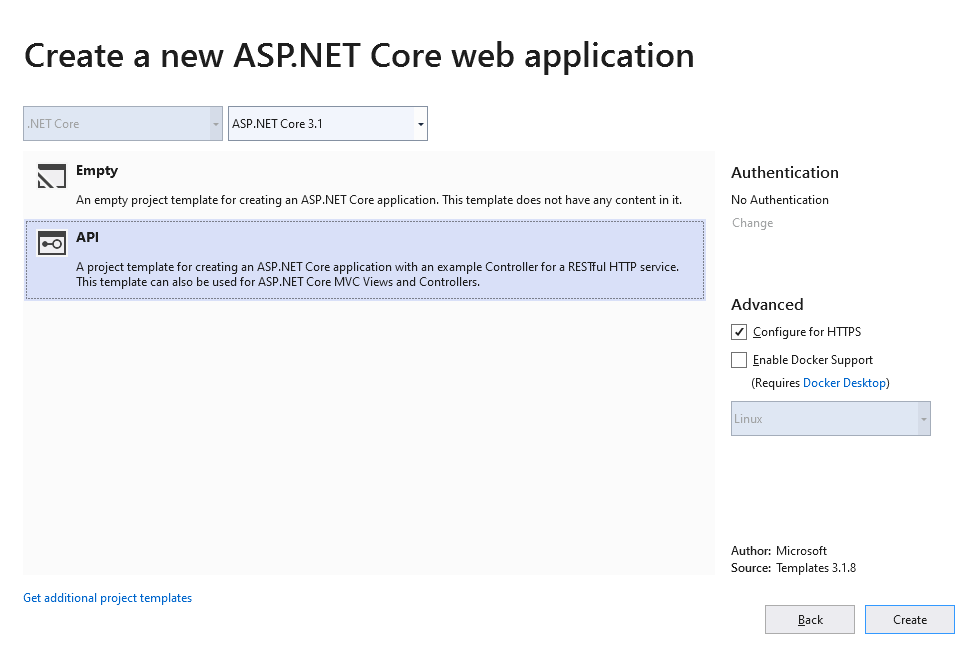 Create a new ASP.NET Core web application
.NET Core
ASP.NET Core 3.1
Empty
An empty project template for creating an ASP.NET Core application. This template does not have any content in it.
API
A project template for creating an ASP.NET Core application with an example Controller for a RESTful HTTP service.
This template can also be used for ASP.NET Core MVC Views and Controllers.
Authentication
No Authentication
Change
Advanced
Configure for HTTPS
Enable Docker Support
(Requires Docker Desktop)
Linux
Author: Microsoft
Source: Templates 3.1.8
Get additional project templates
Back
Create